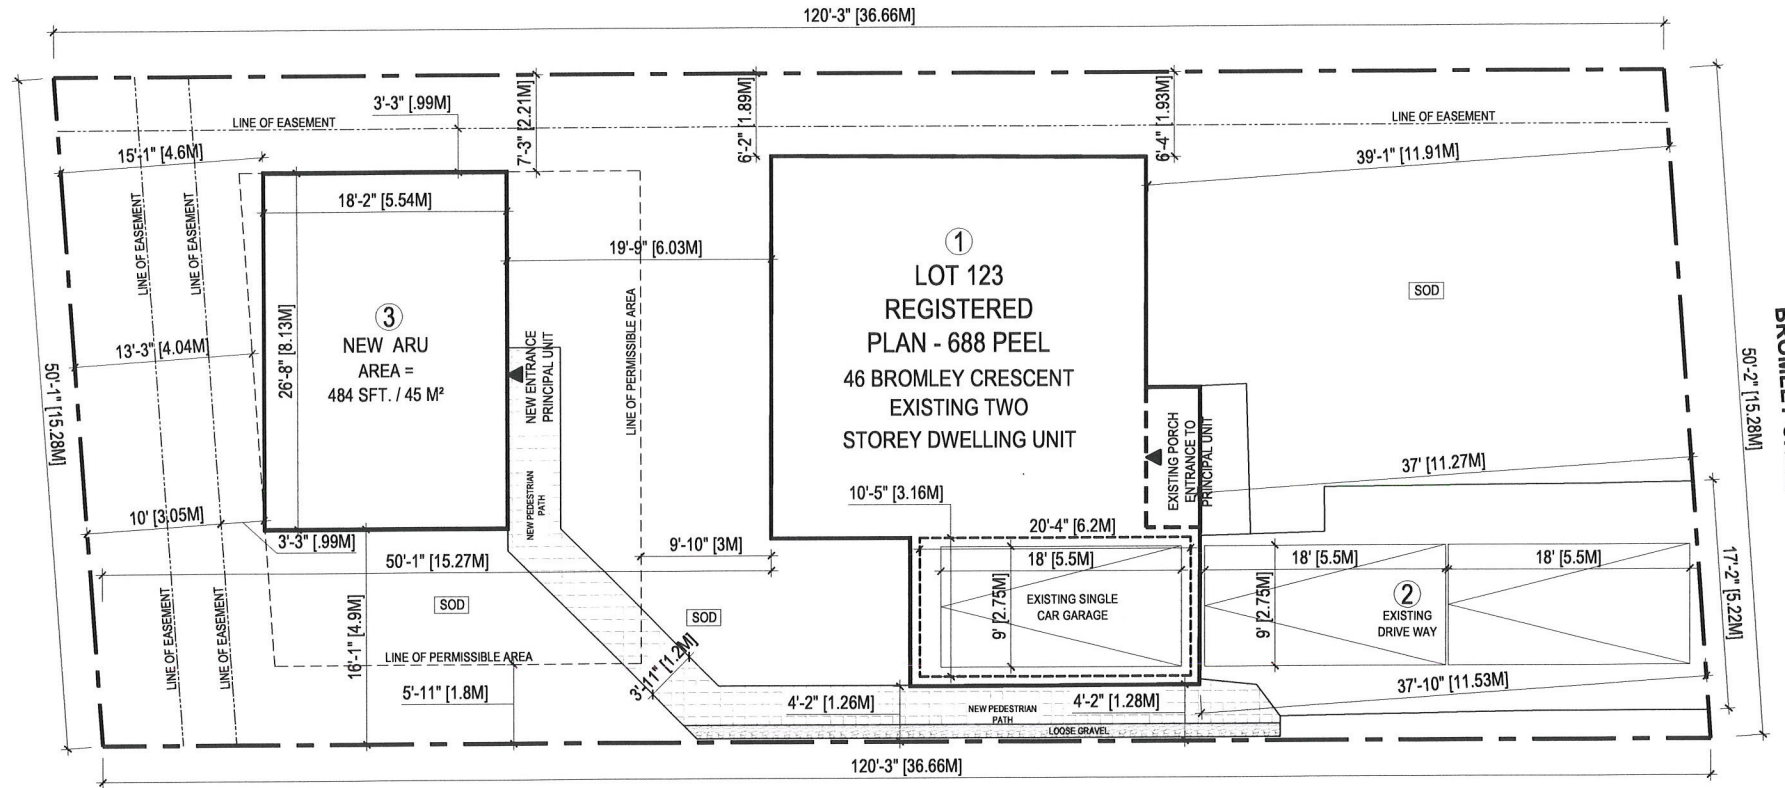 120'-3" [36.66M]
3'-3" [.99M]
LINE OF EASEMENT
7'-3" [2.21M]
6'-2" [1.89M]
6'-4" [1.93M]
LINE OF EASEMENT
15'-1" [4.6M]
39'-1" [11.91M]
18'-2" [5.54M]
LINE OF EASEMENT
LINE OF EASEMENT
19'-9" [6.03M]
1
LOT 123
REGISTERED
PLAN - 688 PEEL
46 BROMLEY CRESCENT
EXISTING TWO
STOREY DWELLING UNIT
SOD
3
NEW ARU
AREA =
484 SFT. / 45 M²
26'-8" [8.13M]
13'-3" [4.04M]
50'-1" [15.28M]
NEW ENTRANCE
PRINCIPAL UNIT
LINE OF PERMISSIBLE AREA
50'-2" [15.28M]
EXISTING PORCH
ENTRANCE TO
PRINCIPAL UNIT
37' [11.27M]
10'-5" [3.16M]
NEW PEDESTRIAN
PATH
10' [3.05M]
3'-3" [.99M]
20'-4" [6.2M]
9'-10" [3M]
50'-1" [15.27M]
18' [5.5M]
18' [5.5M]
18' [5.5M]
9' [2.75M]
EXISTING SINGLE
CAR GARAGE
9' [2.75M]
2
EXISTING
DRIVE WAY
17'-2" [5.22M]
SOD
SOD
LINE OF EASEMENT
LINE OF EASEMENT
16'-1" [4.9M]
LINE OF PERMISSIBLE AREA
5'-11" [1.8M]
3'-11" [1.2M]
4'-2" [1.26M]
NEW PEDESTRIAN
PATH
4'-2" [1.28M]
37'-10" [11.53M]
LOOSE GRAVEL
120'-3" [36.66M]